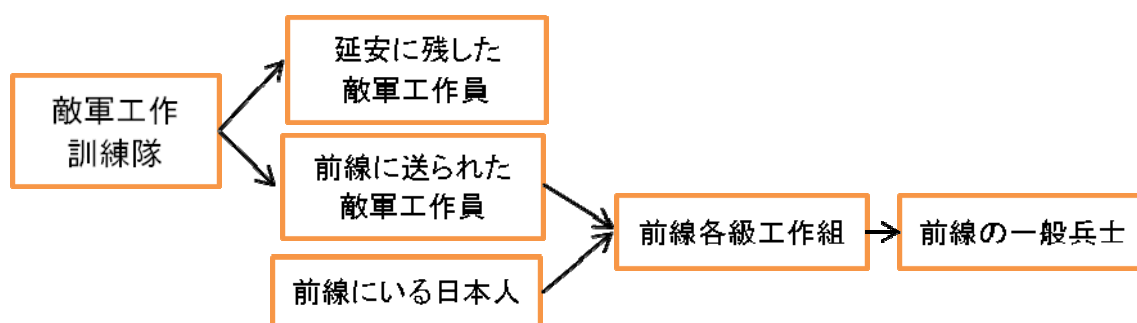 敵軍工作
訓練隊
延安に残した
敵軍工作員
前線に送られた
敵軍工作員
前線にいる日本人
前線各級工作組
前線の一般兵士